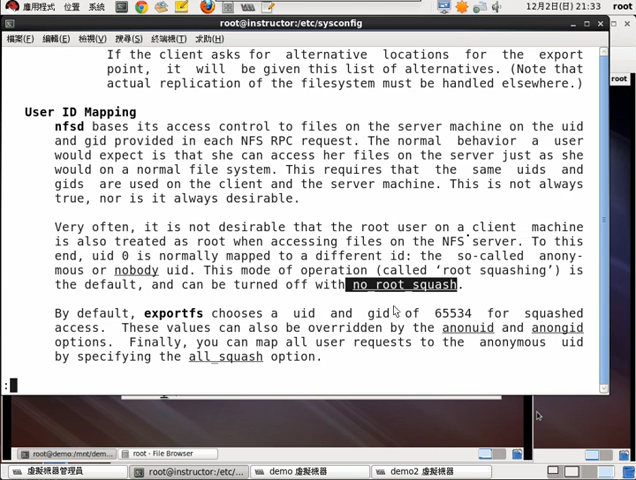 應用程式 位置
12月2日(日) 21:33
root@instructor:/etc/sysconfig
檔案(F) 編輯(E) 檢視(V) 搜尋(S) 終端機(T) 求助(H)
If the client asks for alternative locations for the export
point, it will be given this list of alternatives. (Note that
actual replication of the filesystem must be handled elsewhere.)
root
User ID Mapping
nfsd bases its access control to files on the server machine on the uid
and gid provided in each NFS RPC request. The normal behavior a user
would expect is that she can access her files on the server just as she
would on a normal file system. This requires that the same uids and
gids are used on the client and the server machine. This is not always
true, nor is it always desirable.
Very often, it is not desirable that the root user on a client machine
is also treated as root when accessing files on the NFS server. To this
end, uid 0 is normally mapped to a different id: the so-called anony-
mous or nobody uid. This mode of operation (called ‘root squashing’) is
the default, and can be turned off with no_root_squash.
By default, exportfs chooses a uid and gid of 65534 for squashed
access. These values can also be overridden by the anonuid and anongid
options. Finally, you can map all user requests to the anonymous uid
by specifying the all_squash option.
:
root@demo:/mnt/dem... root - File Browser
虛擬機器管理員 root@instructor:/etc/... demo 虛擬機器 demo2 虛擬機器